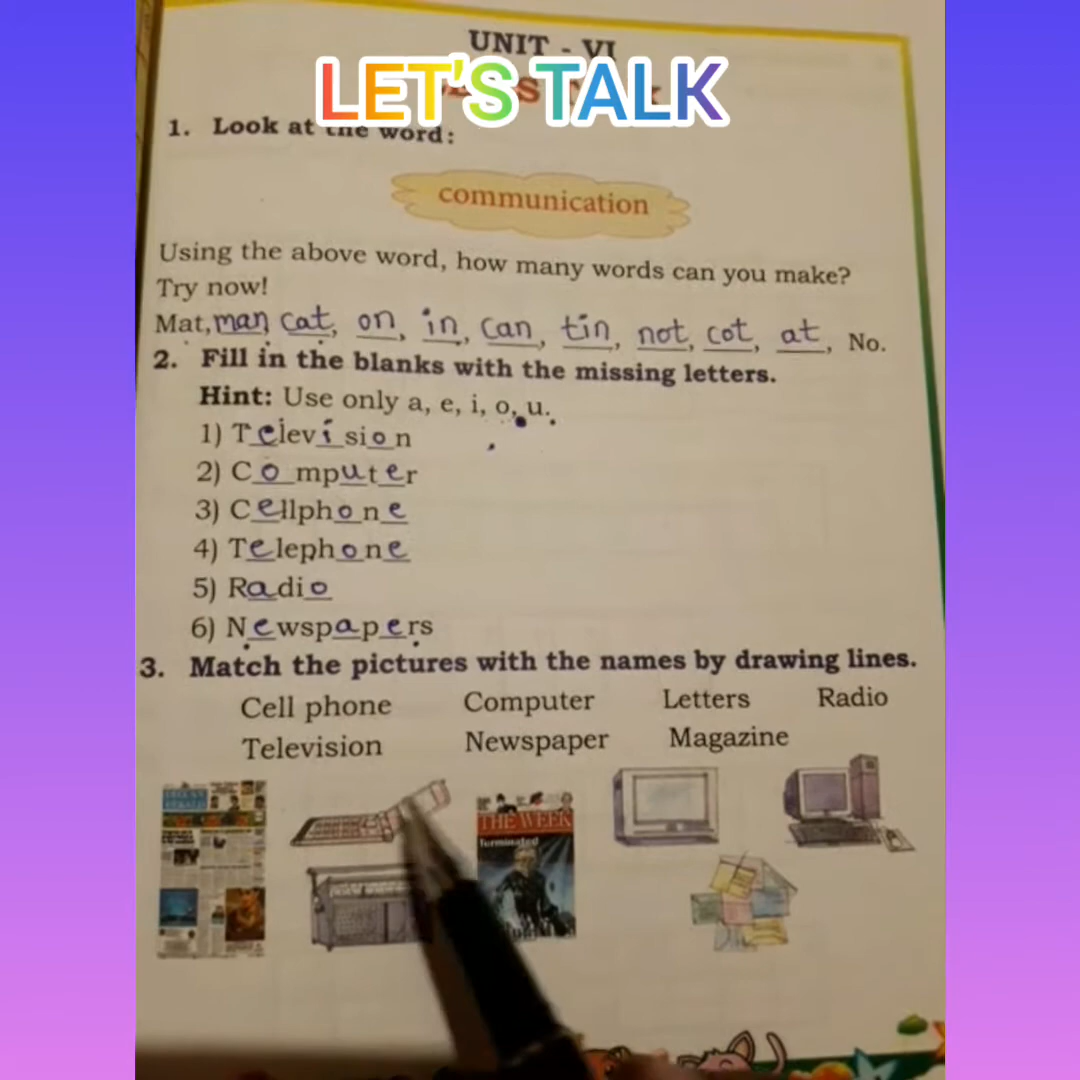 UNIT - VI
LET'S TALK
1. Look at the word:
communication
Using the above word, how many words can you make?
Try now!
Mat, man cat, on, in, can, tin, not, cot, at, No.
2. Fill in the blanks with the missing letters.
Hint: Use only a, e, i, o, u.
1) Television
2) Computer
3) Cellphone
4) Telephone
5) Radio
6) Newspapers
3. Match the pictures with the names by drawing lines.
Cell phone Computer Letters Radio
Television Newspaper Magazine
THE WEEK